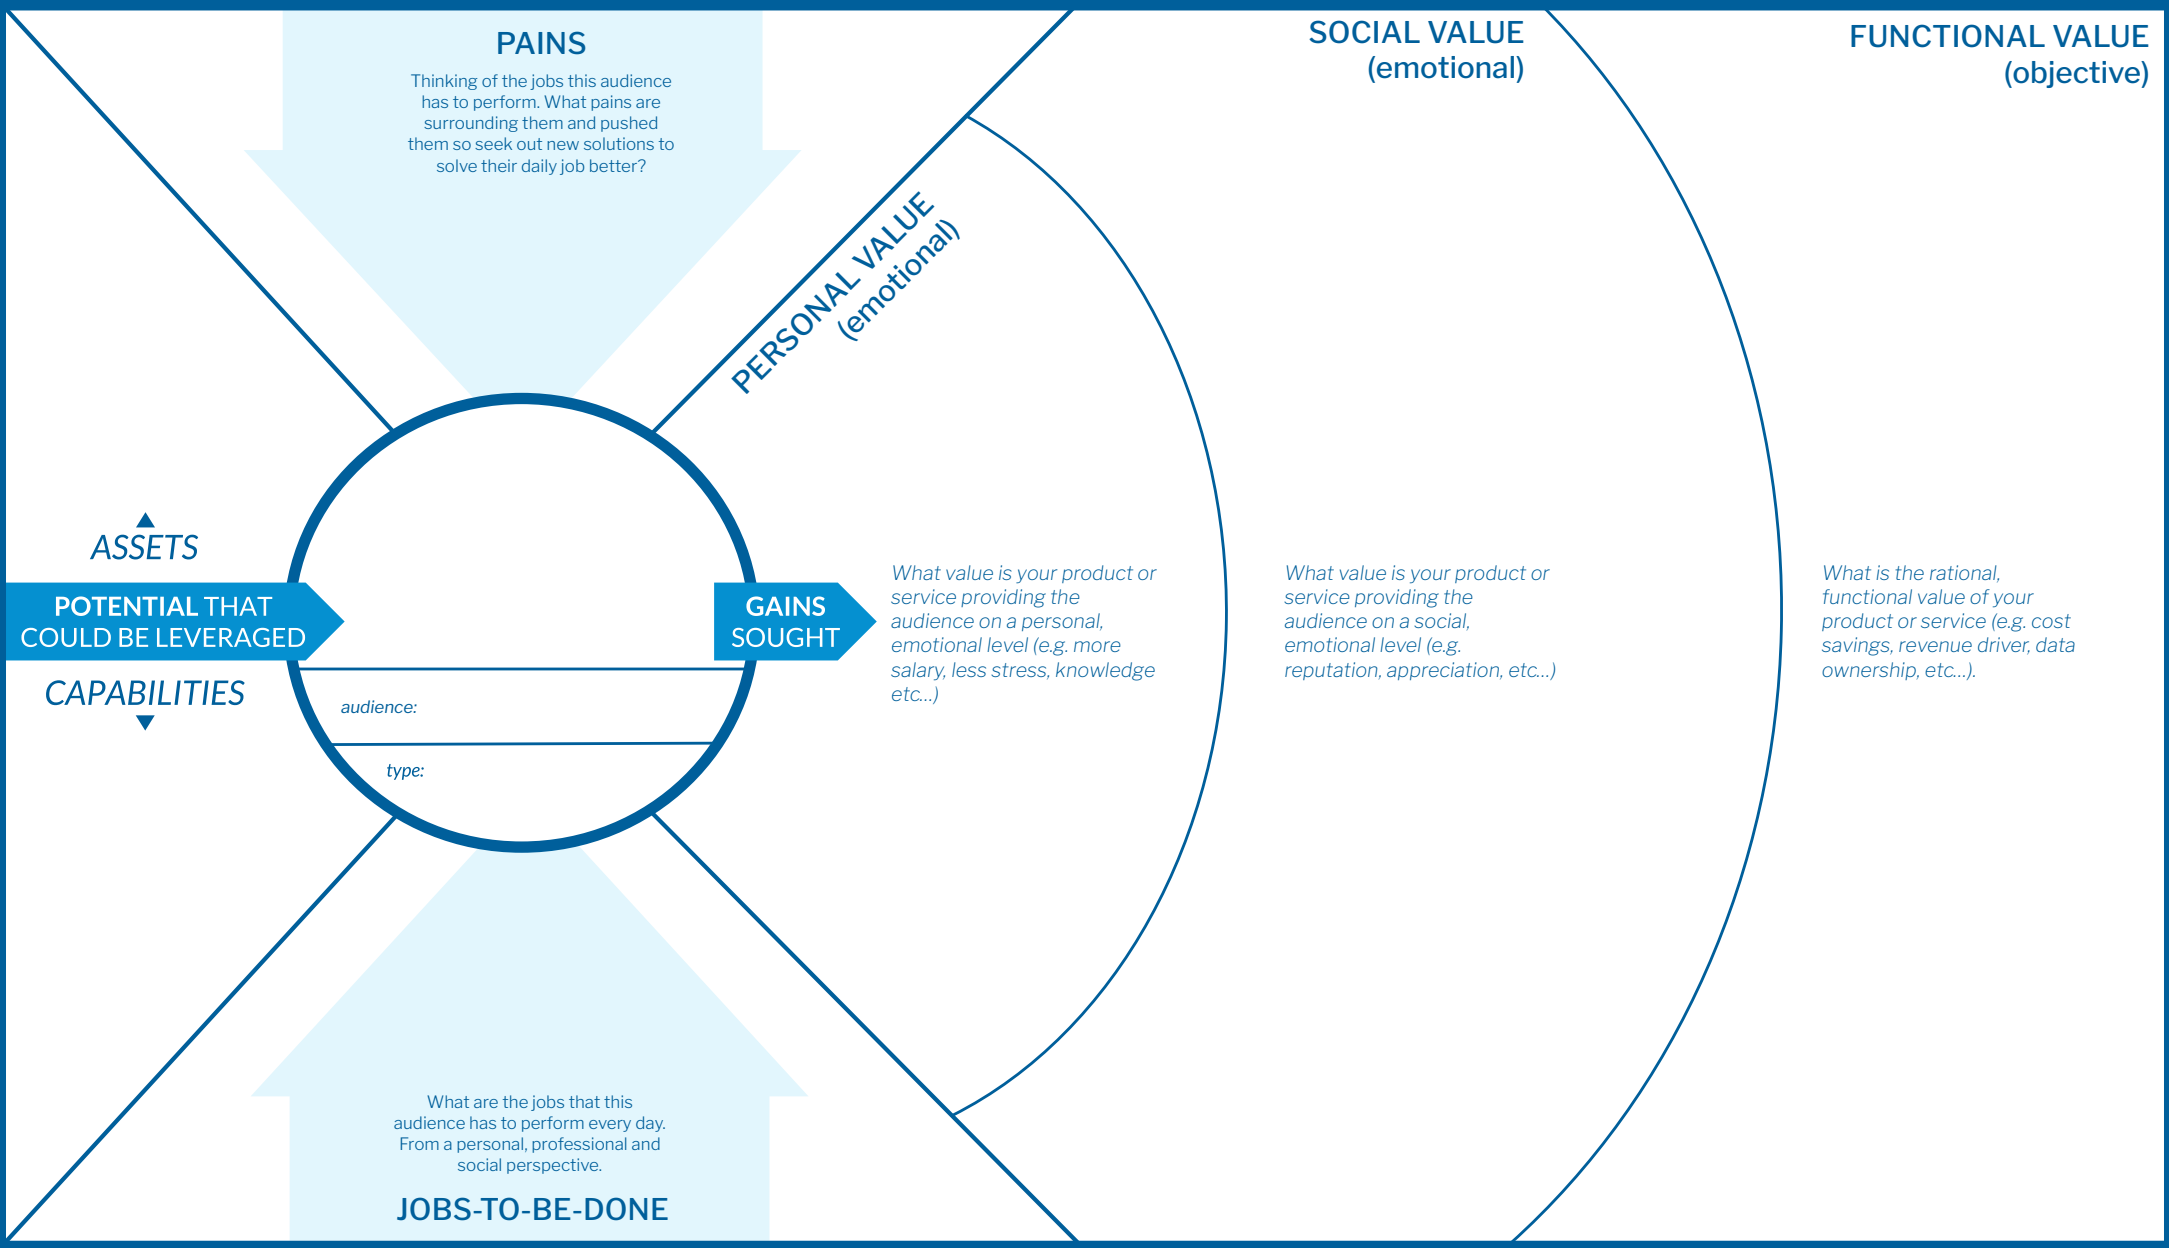 PAINS
Thinking of the jobs this audience
has to perform. What pains are
surrounding them and pushed
them so seek out new solutions to
solve their daily job better?
SOCIAL VALUE
(emotional)
FUNCTIONAL VALUE
(objective)
PERSONAL VALUE
(emotional)
ASSETS
POTENTIAL THAT
COULD BE LEVERAGED
CAPABILITIES
audience:
type:
GAINS
SOUGHT
What value is your product or
service providing the
audience on a personal,
emotional level (e.g. more
salary, less stress, knowledge
etc...)
What value is your product or
service providing the
audience on a social,
emotional level (e.g.
reputation, appreciation, etc...)
What is the rational,
functional value of your
product or service (e.g. cost
savings, revenue driver, data
ownership, etc...).
What are the jobs that this
audience has to perform every day.
From a personal, professional and
social perspective.
JOBS-TO-BE-DONE